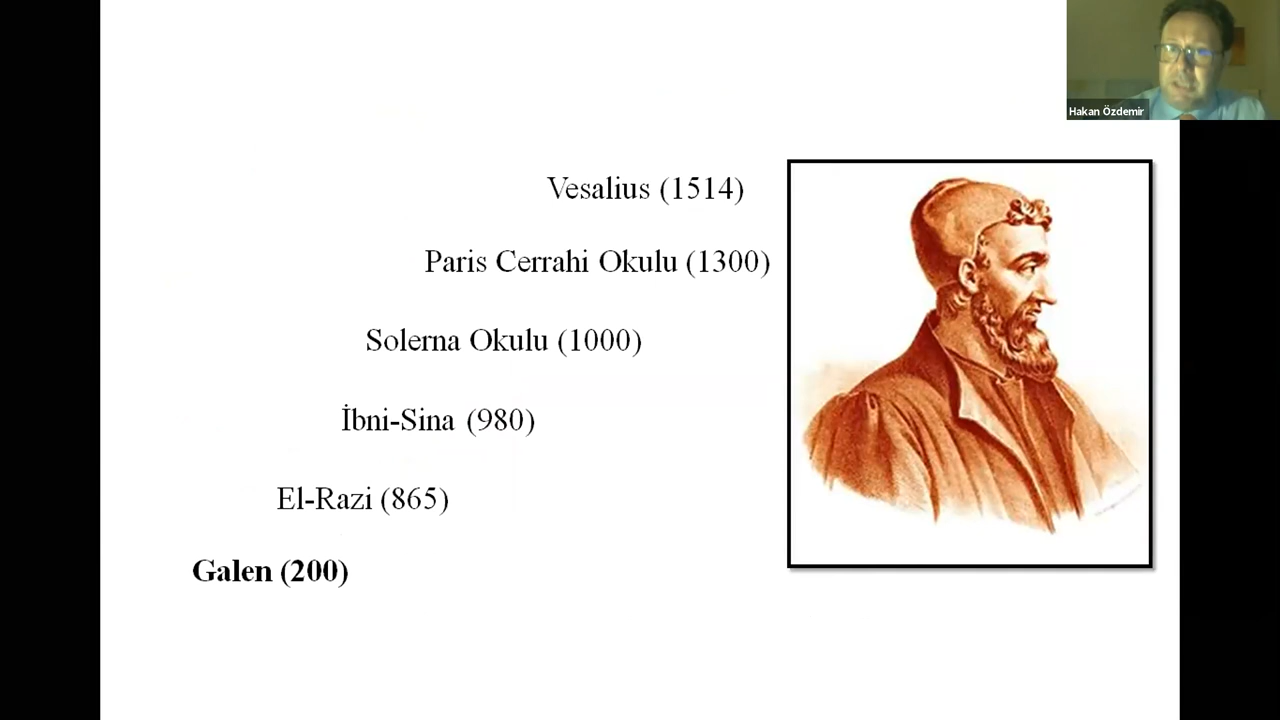 Hakan Özdemir
Vesalius (1514)
Paris Cerrahi Okulu (1300)
Solerna Okulu (1000)
İbni-Sina (980)
El-Razi (865)
Galen (200)